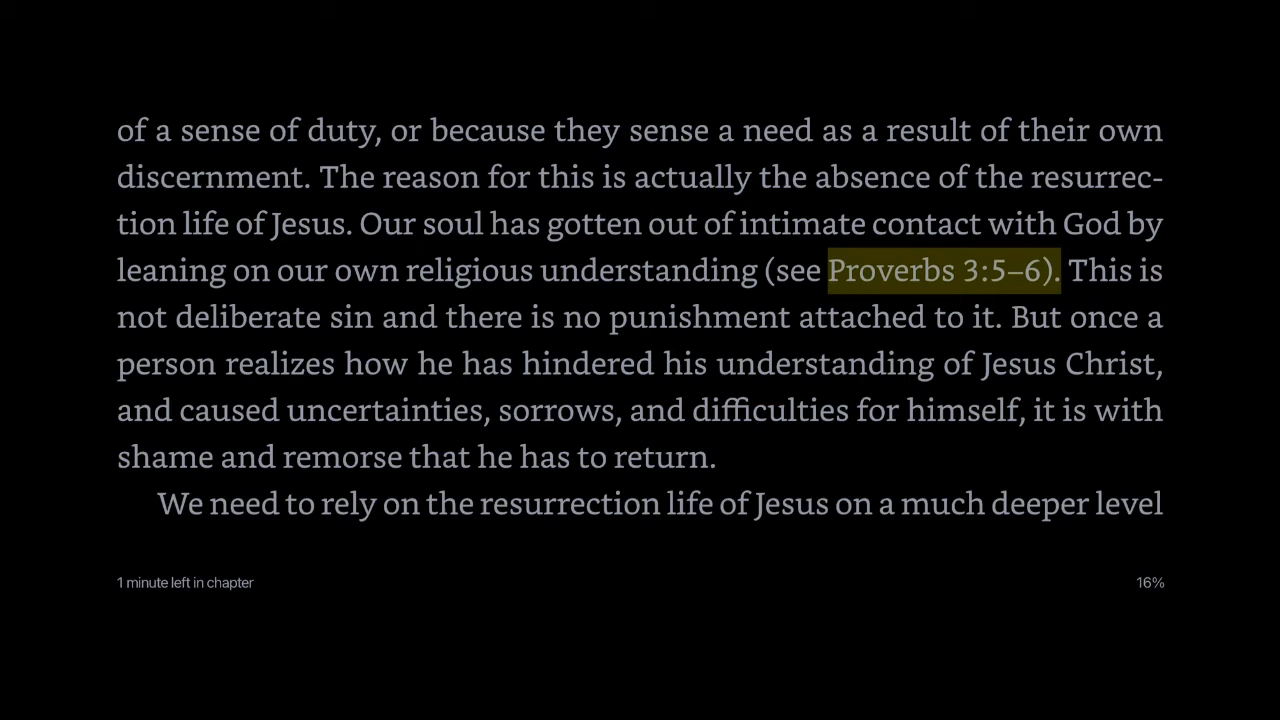 of a sense of duty, or because they sense a need as a result of their own
discernment. The reason for this is actually the absence of the resurrec-
tion life of Jesus. Our soul has gotten out of intimate contact with God by
leaning on our own religious understanding (see Proverbs 3:5–6). This is
not deliberate sin and there is no punishment attached to it. But once a
person realizes how he has hindered his understanding of Jesus Christ,
and caused uncertainties, sorrows, and difficulties for himself, it is with
shame and remorse that he has to return.
We need to rely on the resurrection life of Jesus on a much deeper level
1 minute left in chapter
16%